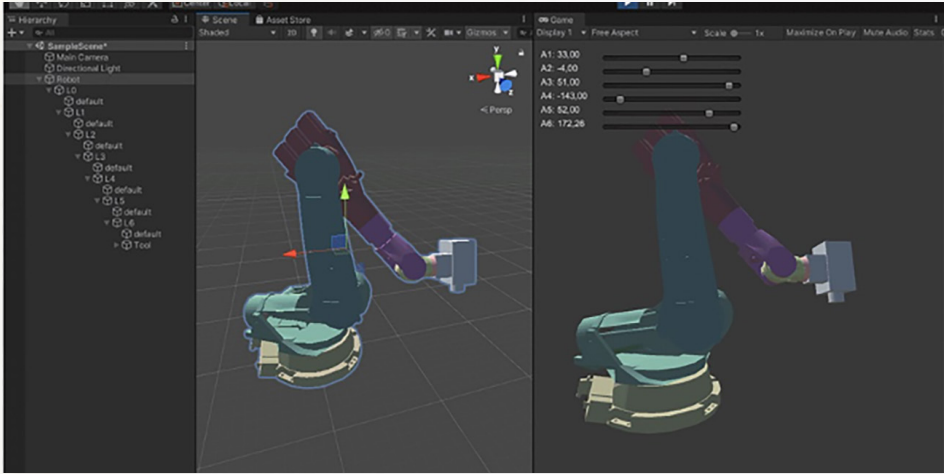 Hierarchy
All
SampleScene*
Main Camera
Directional Light
Robot
L0
default
L1
default
L2
default
L3
default
L4
default
L5
default
L6
default
Tool
Scene
Asset Store
Shaded
2D
Gizmos
y
x
z
Persp
Game
Display 1
Free Aspect
Scale
1x
Maximize On Play
Mute Audio
Stats
A1: 33,00
A2: -4,00
A3: 51,00
A4: -143,00
A5: 52,00
A6: 172,26